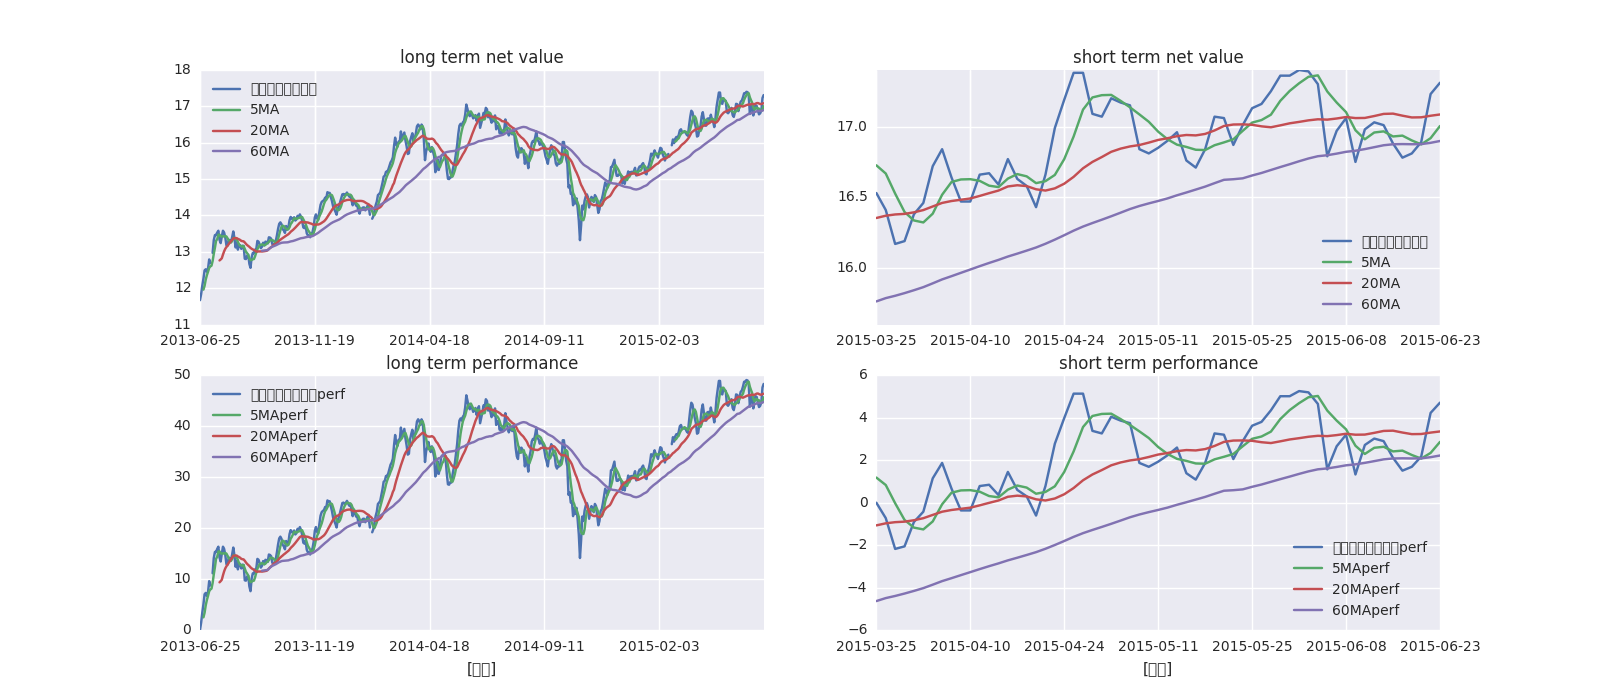 long term net value
18
17
16
15
14
13
12
11
5MA
20MA
60MA
2013-06-25 2013-11-19 2014-04-18 2014-09-11 2015-02-03
short term net value
17.0
16.5
16.0
5MA
20MA
60MA
2015-03-25 2015-04-10 2015-04-24 2015-05-11 2015-05-25 2015-06-08 2015-06-23
long term performance
50
40
30
20
10
0
perf
5MAperf
20MAperf
60MAperf
2013-06-25 2013-11-19 2014-04-18 2014-09-11 2015-02-03
short term performance
6
4
2
0
−2
−4
−6
perf
5MAperf
20MAperf
60MAperf
2015-03-25 2015-04-10 2015-04-24 2015-05-11 2015-05-25 2015-06-08 2015-06-23